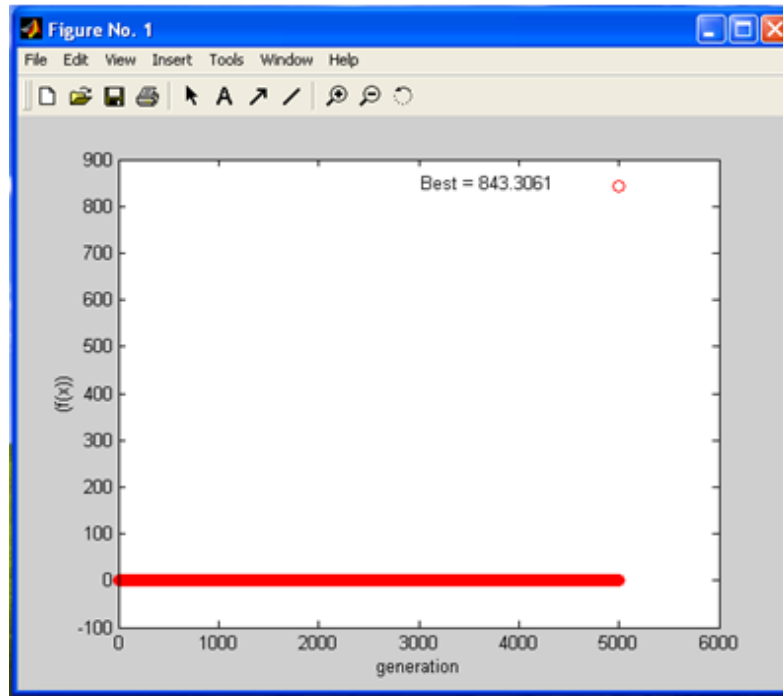 Figure No. 1
File Edit View Insert Tools Window Help
900
Best = 843.3061
800
700
600
500
400
(f(x))
300
200
100
0
-100
0 1000 2000 3000 4000 5000 6000
generation